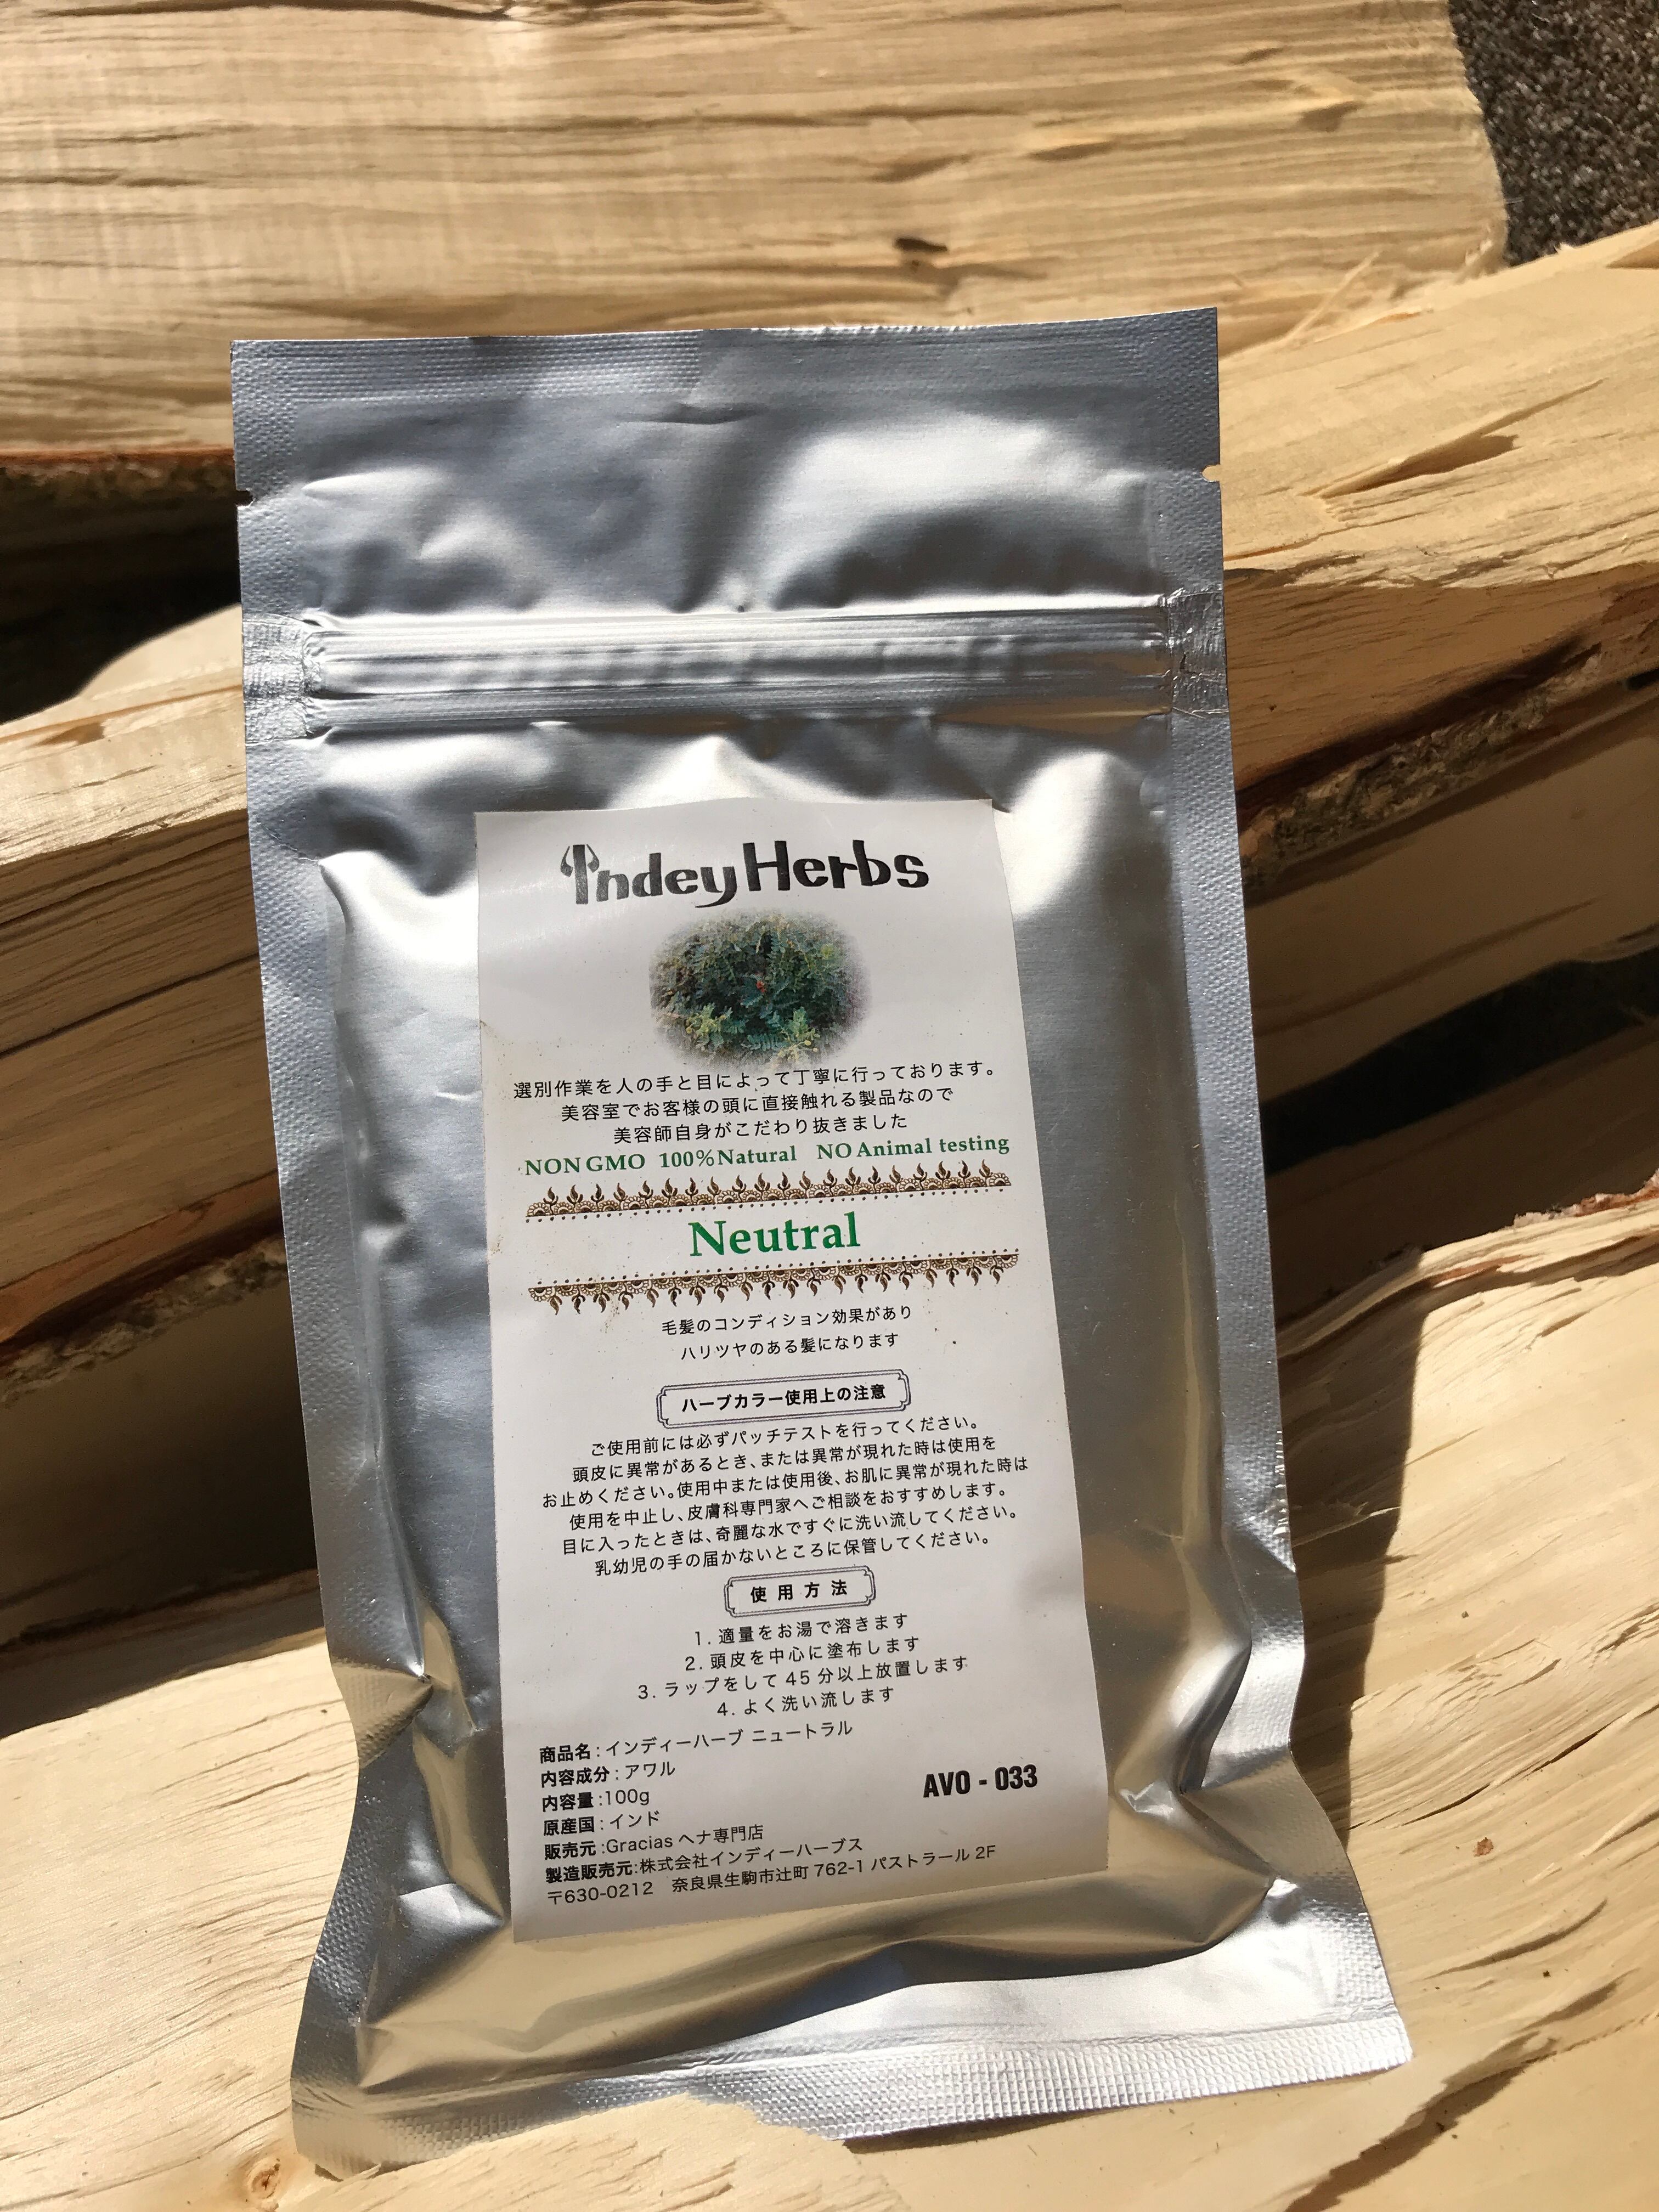 Indey Herbs
選別作業を人の手と目によって丁寧に行っております。
美容室でお客様の頭に直接触れる製品なので
美容師自身がこだわり抜きました
NON GMO 100%Natural NO Animal testing
Neutral
毛髪のコンディション効果があり
ハリツヤのある髪になります
ハーブカラー使用上の注意
ご使用前には必ずパッチテストを行ってください。
頭皮に異常があるとき、または異常が現れた時は使用を
お止めください。使用中または使用後、お肌に異常が現れた時は
使用を中止し、皮膚科専門家へご相談をおすすめします。
目に入ったときは、奇麗な水ですぐに洗い流してください。
乳幼児の手の届かないところに保管してください。
使用方法
1. 適量をお湯で溶きます
2. 頭皮を中心に塗布します
3. ラップをして 45 分以上放置します
4. よく洗い流します
商品名 : インディーハーブ ニュートラル
内容成分 : アワル
内容量 :100g
原産国 : インド
販売元 :Gracias ヘナ専門店
製造販売元:株式会社インディーハーブス
〒630-0212 奈良県生駒市辻町 762-1 パストラール 2F
AVO - 033